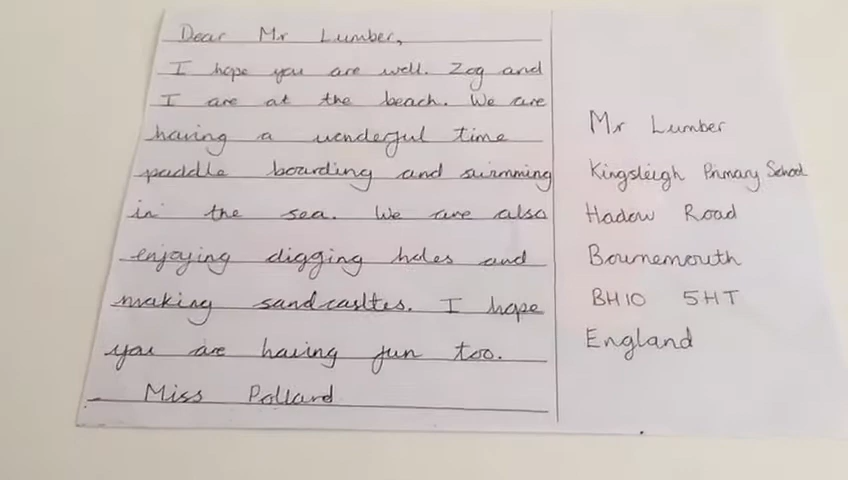 Dear Mr Lumber,
I hope you are well. Zog and
I are at the beach. We are
having a wonderful time
paddle boarding and swimming
in the sea. We are also
enjoying digging holes and
making sandcasltes. I hope
you are having fun too.
Miss Pollard
Mr Lumber
Kingsleigh Primary School
Hadow Road
Bournemouth
BH10 5HT
England